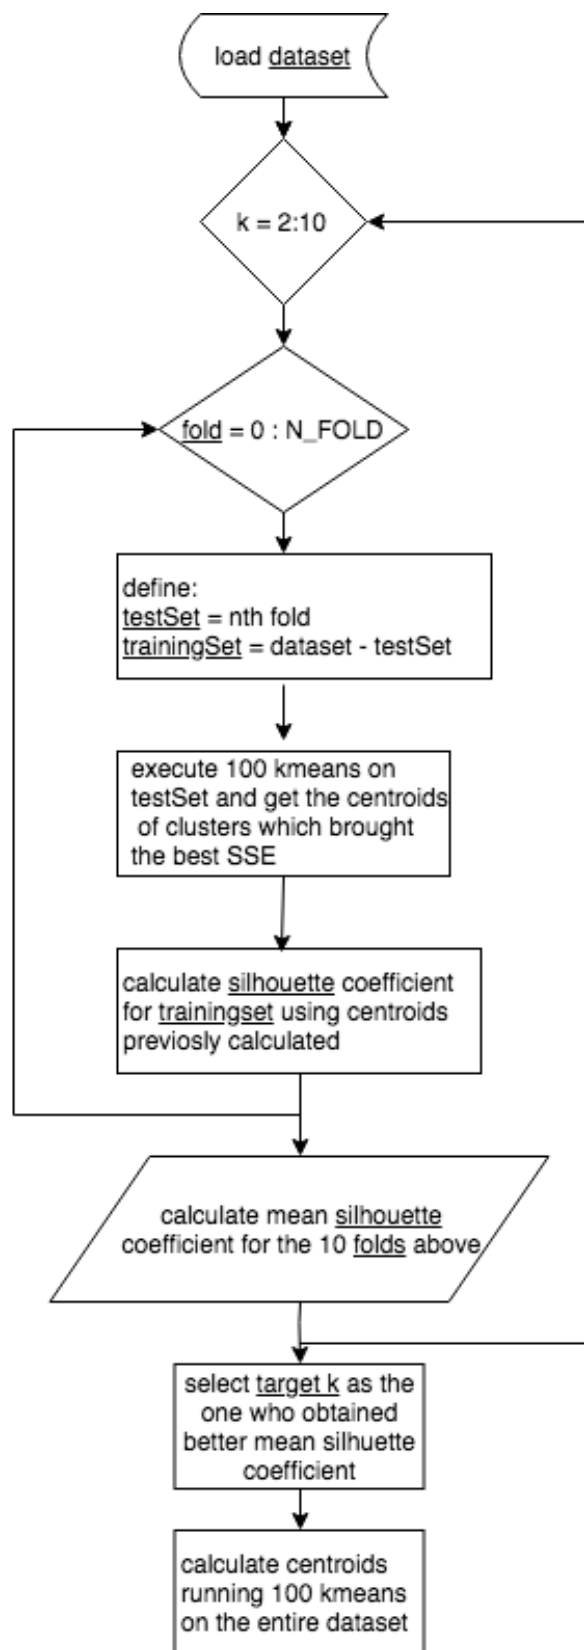 load dataset
k = 2:10
fold = 0 : N_FOLD
define:
testSet = nth fold
trainingSet = dataset - testSet
execute 100 kmeans on
testSet and get the centroids
of clusters which brought
the best SSE
calculate silhouette coefficient
for trainingset using centroids
previosly calculated
calculate mean silhouette
coefficient for the 10 folds above
select target k as the
one who obtained
better mean silhuette
coefficient
calculate centroids
running 100 kmeans
on the entire dataset